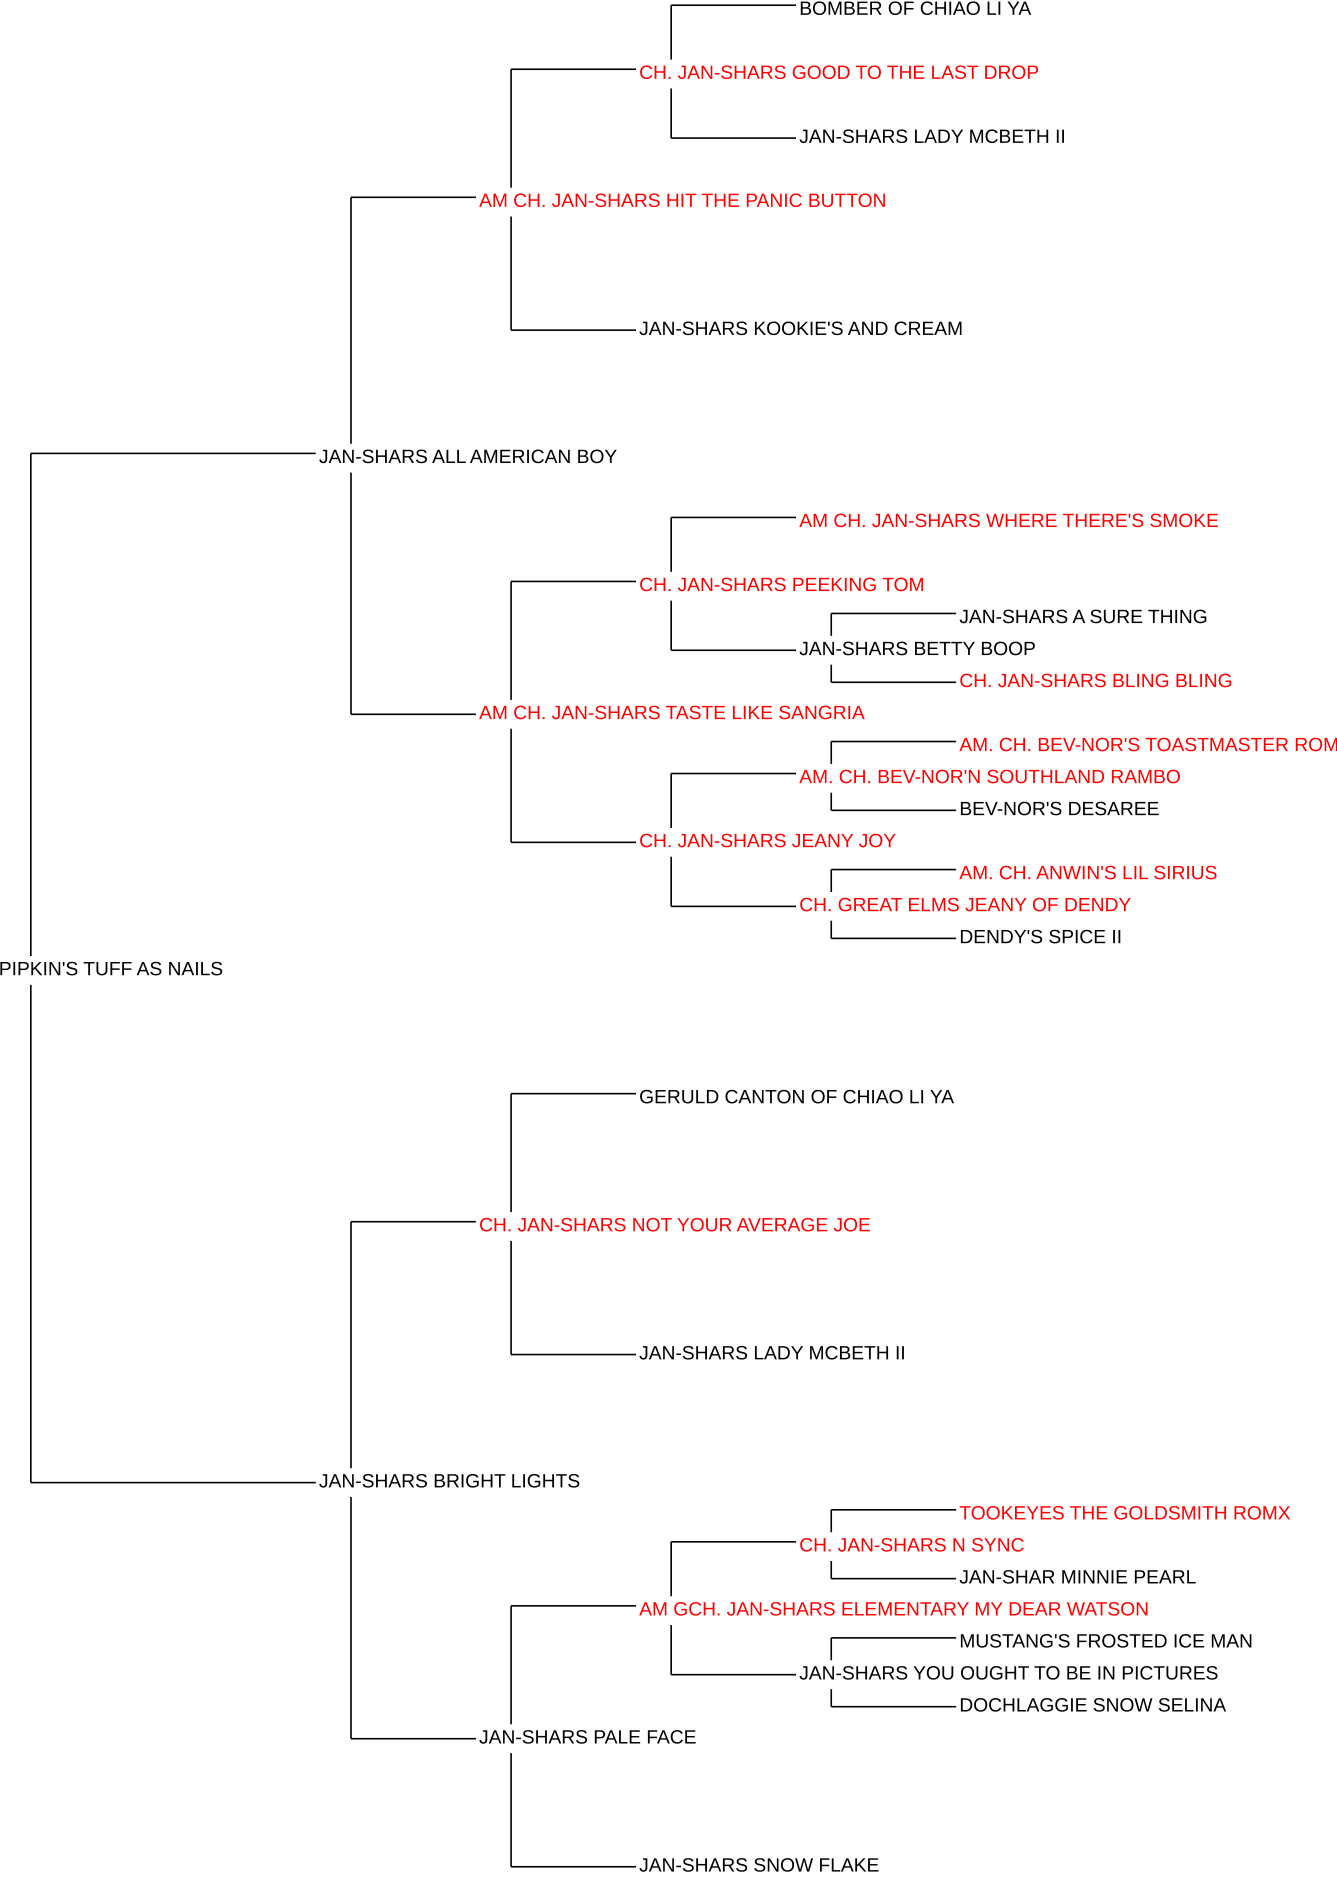 BOMBER OF CHIAO LI YA
CH. JAN-SHARS GOOD TO THE LAST DROP
JAN-SHARS LADY MCBETH II
AM CH. JAN-SHARS HIT THE PANIC BUTTON
JAN-SHARS KOOKIE'S AND CREAM
JAN-SHARS ALL AMERICAN BOY
AM CH. JAN-SHARS WHERE THERE'S SMOKE
CH. JAN-SHARS PEEKING TOM
JAN-SHARS A SURE THING
JAN-SHARS BETTY BOOP
CH. JAN-SHARS BLING BLING
AM CH. JAN-SHARS TASTE LIKE SANGRIA
AM. CH. BEV-NOR'S TOASTMASTER ROM
AM. CH. BEV-NOR'N SOUTHLAND RAMBO
BEV-NOR'S DESAREE
CH. JAN-SHARS JEANY JOY
AM. CH. ANWIN'S LIL SIRIUS
CH. GREAT ELMS JEANY OF DENDY
DENDY'S SPICE II
PIPKIN'S TUFF AS NAILS
GERULD CANTON OF CHIAO LI YA
CH. JAN-SHARS NOT YOUR AVERAGE JOE
JAN-SHARS LADY MCBETH II
JAN-SHARS BRIGHT LIGHTS
TOOKEYES THE GOLDSMITH ROMX
CH. JAN-SHARS N SYNC
JAN-SHAR MINNIE PEARL
AM GCH. JAN-SHARS ELEMENTARY MY DEAR WATSON
MUSTANG'S FROSTED ICE MAN
JAN-SHARS YOU OUGHT TO BE IN PICTURES
DOCHLAGGIE SNOW SELINA
JAN-SHARS PALE FACE
JAN-SHARS SNOW FLAKE